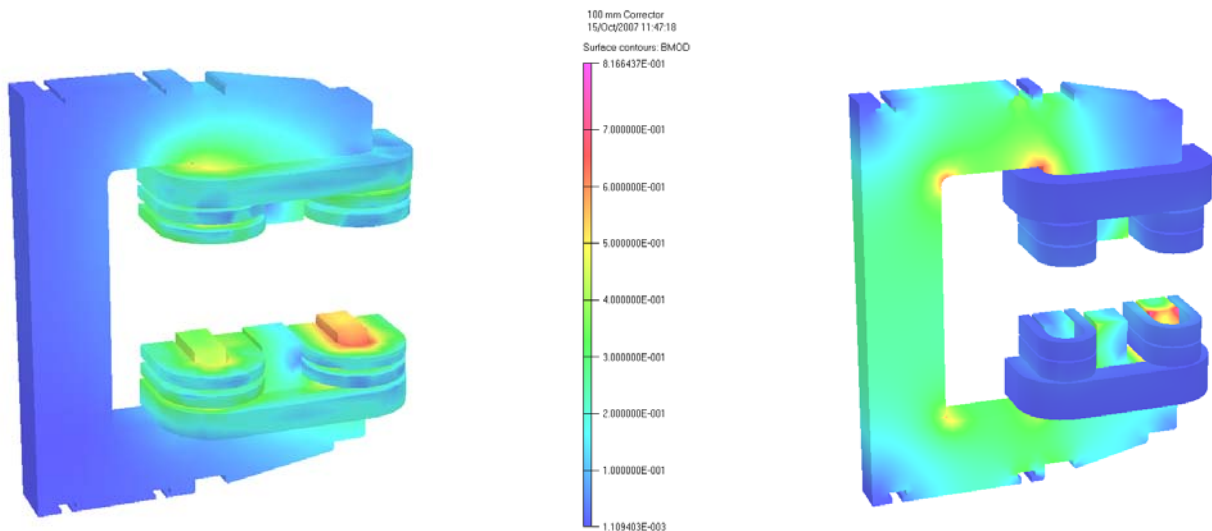 100 mm Corrector
15/Oct/2007 11:47:18
Surface contours: BMOD
8.166437E-001
7.000000E-001
6.000000E-001
5.000000E-001
4.000000E-001
3.000000E-001
2.000000E-001
1.000000E-001
1.109403E-003